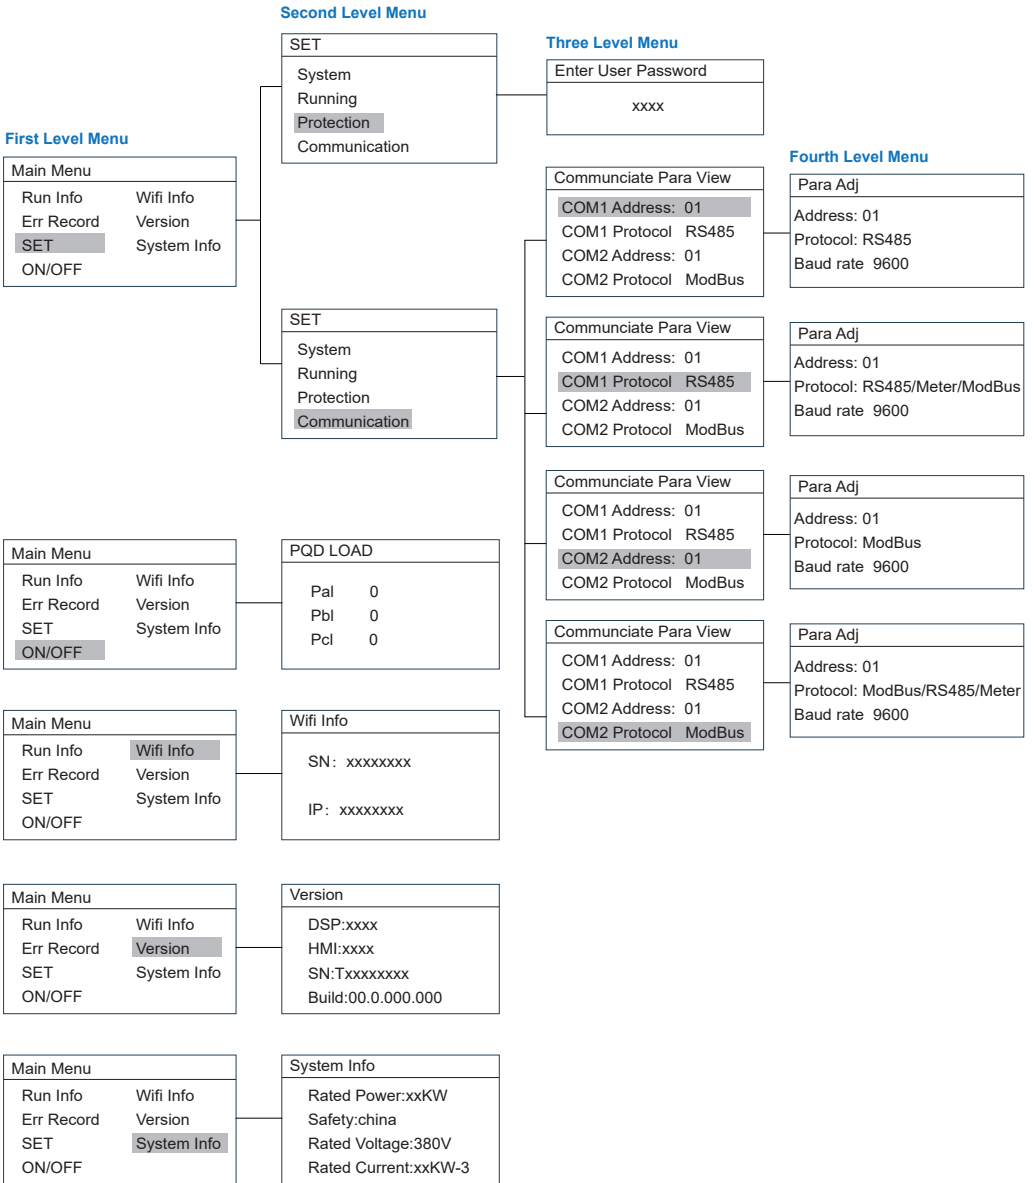 Second Level Menu
SET
System
Running
Protection
Communication
Three Level Menu
Enter User Password
xxxx
First Level Menu
Main Menu
Run Info Wifi Info
Err Record Version
SET System Info
ON/OFF
Fourth Level Menu
Communciate Para View
COM1 Address: 01
COM1 Protocol RS485
COM2 Address: 01
COM2 Protocol ModBus
Para Adj
Address: 01
Protocol: RS485
Baud rate 9600
SET
System
Running
Protection
Communication
Communciate Para View
COM1 Address: 01
COM1 Protocol RS485
COM2 Address: 01
COM2 Protocol ModBus
Para Adj
Address: 01
Protocol: RS485/Meter/ModBus
Baud rate 9600
Communciate Para View
COM1 Address: 01
COM1 Protocol RS485
COM2 Address: 01
COM2 Protocol ModBus
Para Adj
Address: 01
Protocol: ModBus
Baud rate 9600
Main Menu
Run Info Wifi Info
Err Record Version
SET System Info
ON/OFF
PQD LOAD
Pal 0
Pbl 0
Pcl 0
Communciate Para View
COM1 Address: 01
COM1 Protocol RS485
COM2 Address: 01
COM2 Protocol ModBus
Para Adj
Address: 01
Protocol: ModBus/RS485/Meter
Baud rate 9600
Main Menu
Run Info Wifi Info
Err Record Version
SET System Info
ON/OFF
Wifi Info
SN: xxxxxxxx
IP: xxxxxxxx
Main Menu
Run Info Wifi Info
Err Record Version
SET System Info
ON/OFF
Version
DSP:xxxx
HMI:xxxx
SN:Txxxxxxxx
Build:00.0.000.000
Main Menu
Run Info Wifi Info
Err Record Version
SET System Info
ON/OFF
System Info
Rated Power:xxKW
Safety:china
Rated Voltage:380V
Rated Current:xxKW-3